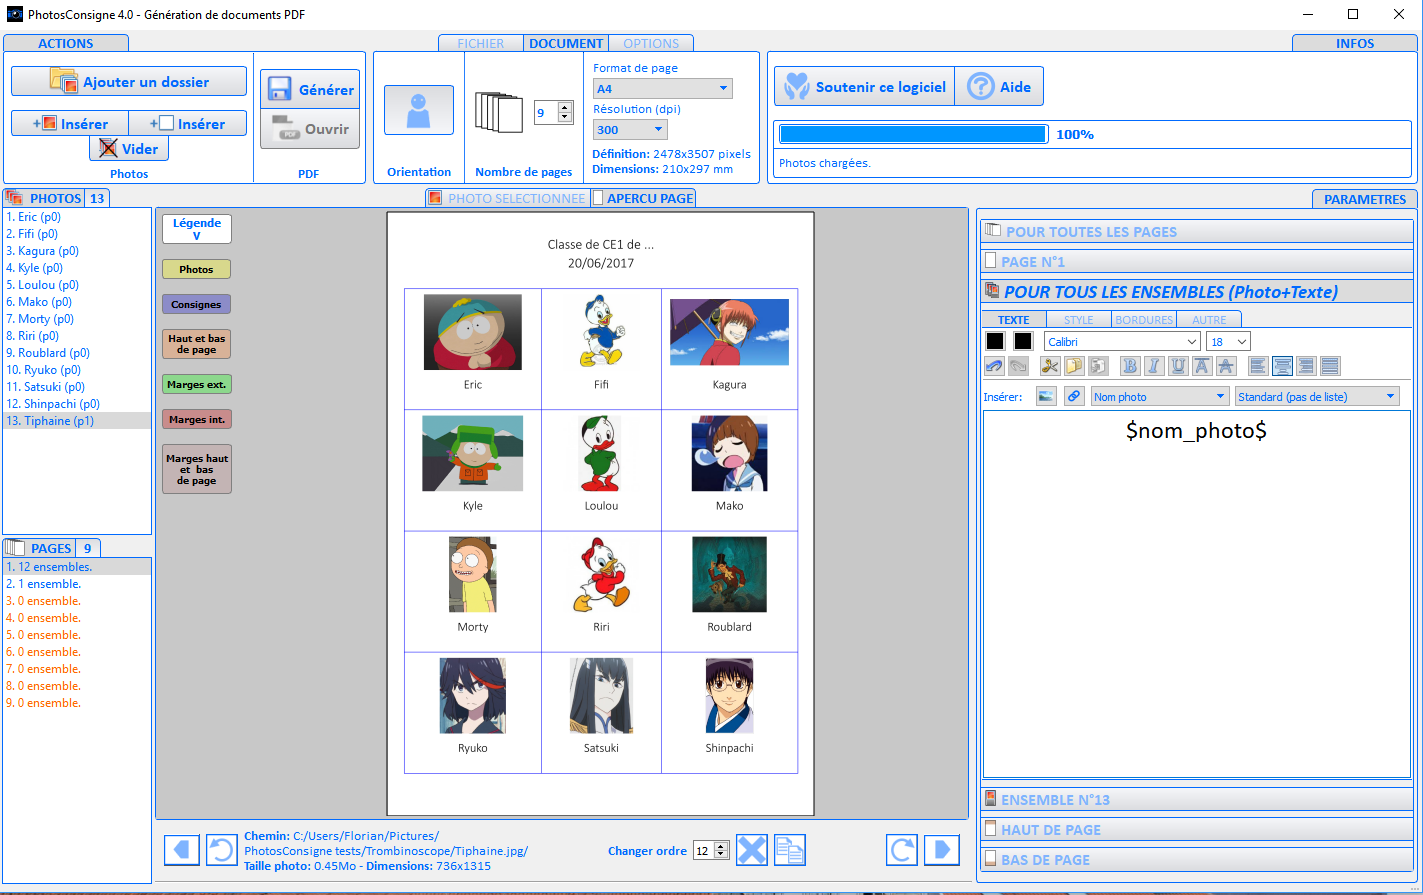 PhotosConsigne 4.0 - Génération de documents PDF
ACTIONS
FICHIER
DOCUMENT
OPTIONS
INFOS
Ajouter un dossier
+ Insérer
+ Insérer
Vider
Photos
Générer
Ouvrir
PDF
Orientation
9
Nombre de pages
Format de page
A4
Résolution (dpi)
300
Définition: 2478x3507 pixels
Dimensions: 210x297 mm
Soutenir ce logiciel
Aide
100%
Photos chargées.
PHOTOS 13
1. Eric (p0)
2. Fifi (p0)
3. Kagura (p0)
4. Kyle (p0)
5. Loulou (p0)
6. Mako (p0)
7. Morty (p0)
8. Riri (p0)
9. Roublard (p0)
10. Ryuko (p0)
11. Satsuki (p0)
12. Shinpachi (p0)
13. Tiphaine (p1)
PAGES 9
1. 12 ensembles.
2. 1 ensemble.
3. 0 ensemble.
4. 0 ensemble.
5. 0 ensemble.
6. 0 ensemble.
7. 0 ensemble.
8. 0 ensemble.
9. 0 ensemble.
PHOTO SELECTIONNEE
APERCU PAGE
Légende
V
Photos
Consignes
Haut et bas
de page
Marges ext.
Marges int.
Marges haut
et bas
de page
Classe de CE1 de ...
20/06/2017
Eric
Fifi
Kagura
Kyle
Loulou
Mako
Morty
Riri
Roublard
Ryuko
Satsuki
Shinpachi
Chemin: C:/Users/Florian/Pictures/
PhotosConsigne tests/Trombinoscope/Tiphaine.jpg/
Taille photo: 0.45Mo - Dimensions: 736x1315
Changer ordre
12
PARAMETRES
POUR TOUTES LES PAGES
PAGE N°1
POUR TOUS LES ENSEMBLES (Photo+Texte)
TEXTE
STYLE
BORDURES
AUTRE
Calibri
18
B I U A A
Insérer:
Nom photo
Standard (pas de liste)
$nom_photo$
ENSEMBLE N°13
HAUT DE PAGE
BAS DE PAGE